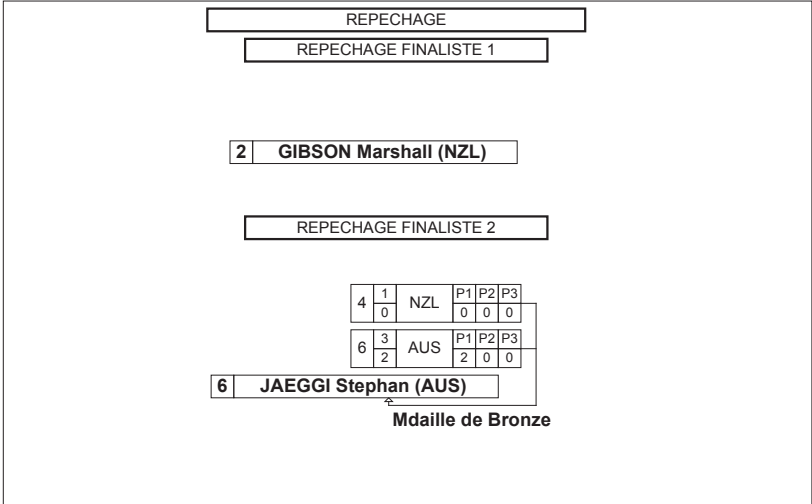 REPECHAGE
REPECHAGE FINALISTE 1
2 GIBSON Marshall (NZL)
REPECHAGE FINALISTE 2
4 1 0 NZL P1 P2 P3 0 0 0
6 3 2 AUS P1 P2 P3 2 0 0
6 JAEGGI Stephan (AUS)
Mdaille de Bronze